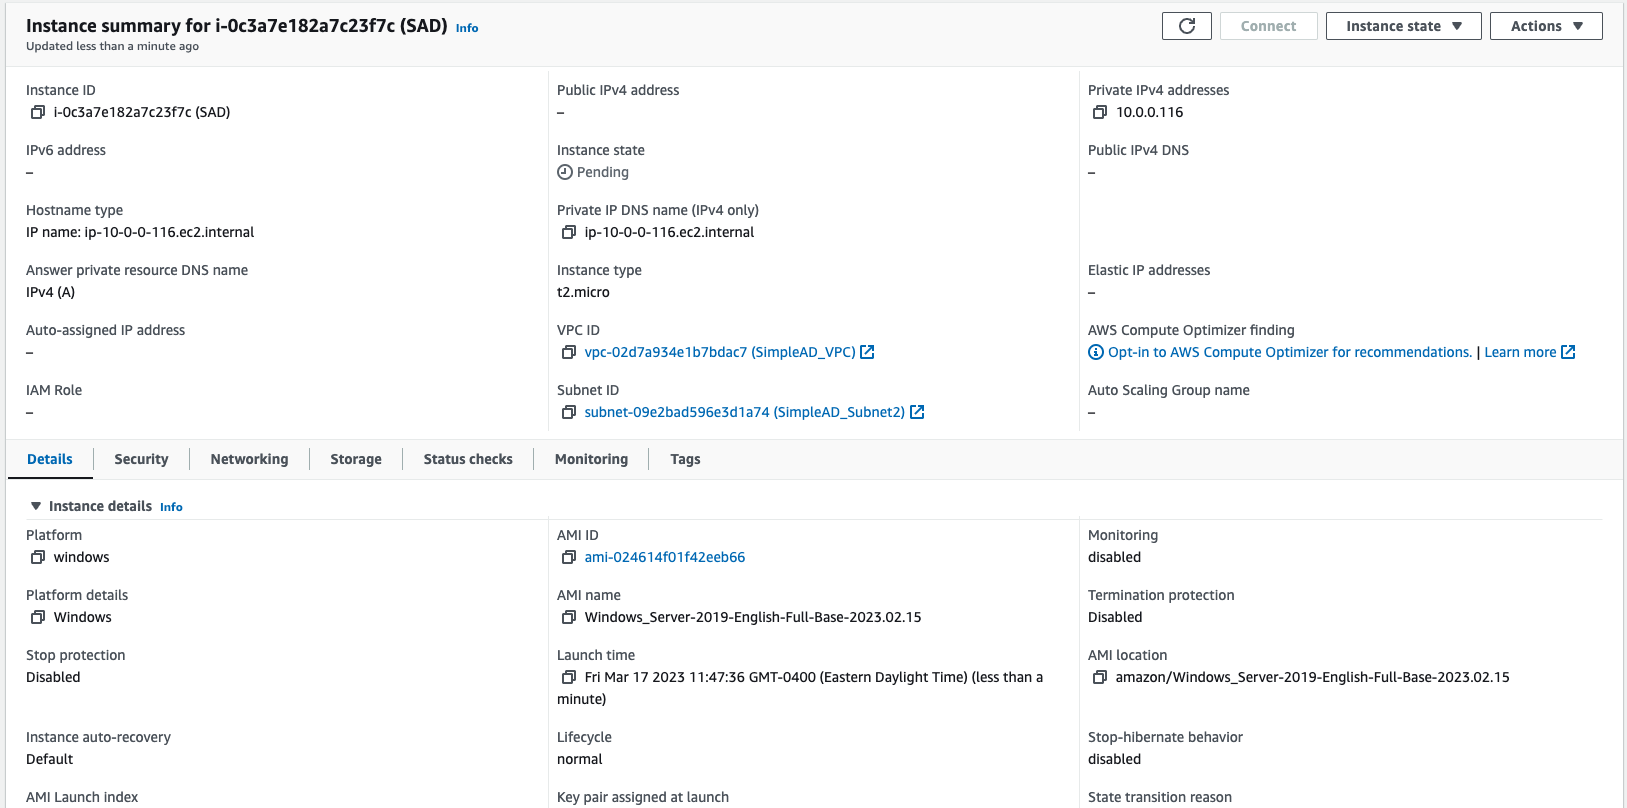 Instance summary for i-0c3a7e182a7c23f7c (SAD) Info
Updated less than a minute ago
Connect
Instance state
Actions
Instance ID
i-0c3a7e182a7c23f7c (SAD)
Public IPv4 address
–
Private IPv4 addresses
10.0.0.116
IPv6 address
–
Instance state
Pending
Public IPv4 DNS
–
Hostname type
IP name: ip-10-0-0-116.ec2.internal
Private IP DNS name (IPv4 only)
ip-10-0-0-116.ec2.internal
Answer private resource DNS name
IPv4 (A)
Instance type
t2.micro
Elastic IP addresses
–
Auto-assigned IP address
–
VPC ID
vpc-02d7a934e1b7bdac7 (SimpleAD_VPC)
AWS Compute Optimizer finding
Opt-in to AWS Compute Optimizer for recommendations. | Learn more
IAM Role
–
Subnet ID
subnet-09e2bad596e3d1a74 (SimpleAD_Subnet2)
Auto Scaling Group name
–
Details
Security
Networking
Storage
Status checks
Monitoring
Tags
Instance details Info
Platform
windows
AMI ID
ami-024614f01f42eeb66
Monitoring
disabled
Platform details
Windows
AMI name
Windows_Server-2019-English-Full-Base-2023.02.15
Termination protection
Disabled
Stop protection
Disabled
Launch time
Fri Mar 17 2023 11:47:36 GMT-0400 (Eastern Daylight Time) (less than a
minute)
AMI location
amazon/Windows_Server-2019-English-Full-Base-2023.02.15
Instance auto-recovery
Default
Lifecycle
normal
Stop-hibernate behavior
disabled
AMI Launch index
Key pair assigned at launch
State transition reason